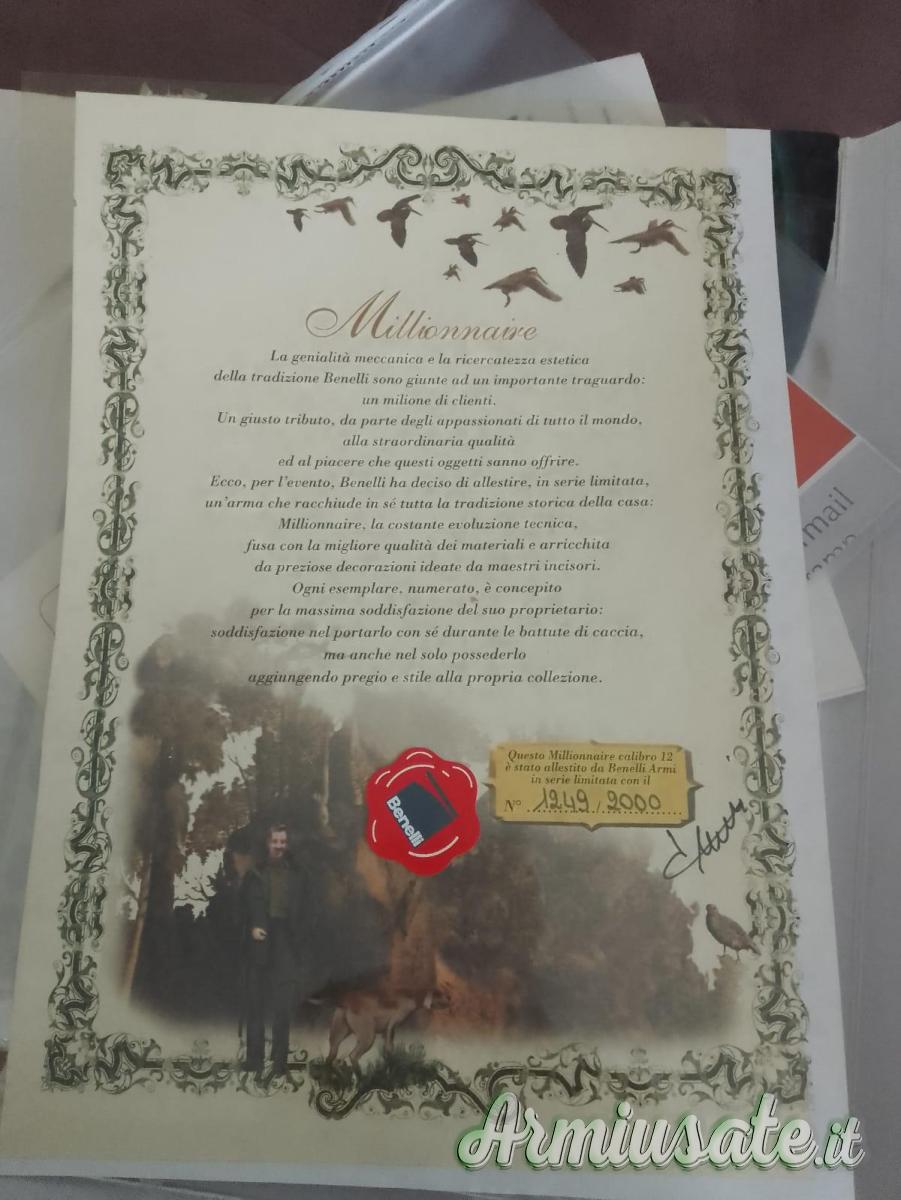 Millionnaire
La genialità meccanica e la ricercatezza estetica
della tradizione Benelli sono giunte ad un importante traguardo:
un milione di clienti.
Un giusto tributo, da parte degli appassionati di tutto il mondo,
alla straordinaria qualità
ed al piacere che questi oggetti sanno offrire.
Ecco, per l'evento, Benelli ha deciso di allestire, in serie limitata,
un'arma che racchiude in sé tutta la tradizione storica della casa:
Millionnaire, la costante evoluzione tecnica,
fusa con la migliore qualità dei materiali e arricchita
da preziose decorazioni ideate da maestri incisori.
Ogni esemplare, numerato, è concepito
per la massima soddisfazione del suo proprietario:
soddisfazione nel portarlo con sé durante le battute di caccia,
ma anche nel solo possederlo
aggiungendo pregio e stile alla propria collezione.
Questo Millionnaire calibro 12
è stato allestito da Benelli Armi
in serie limitata con il
N° 1249/2000
Benelli
Armiusate.it